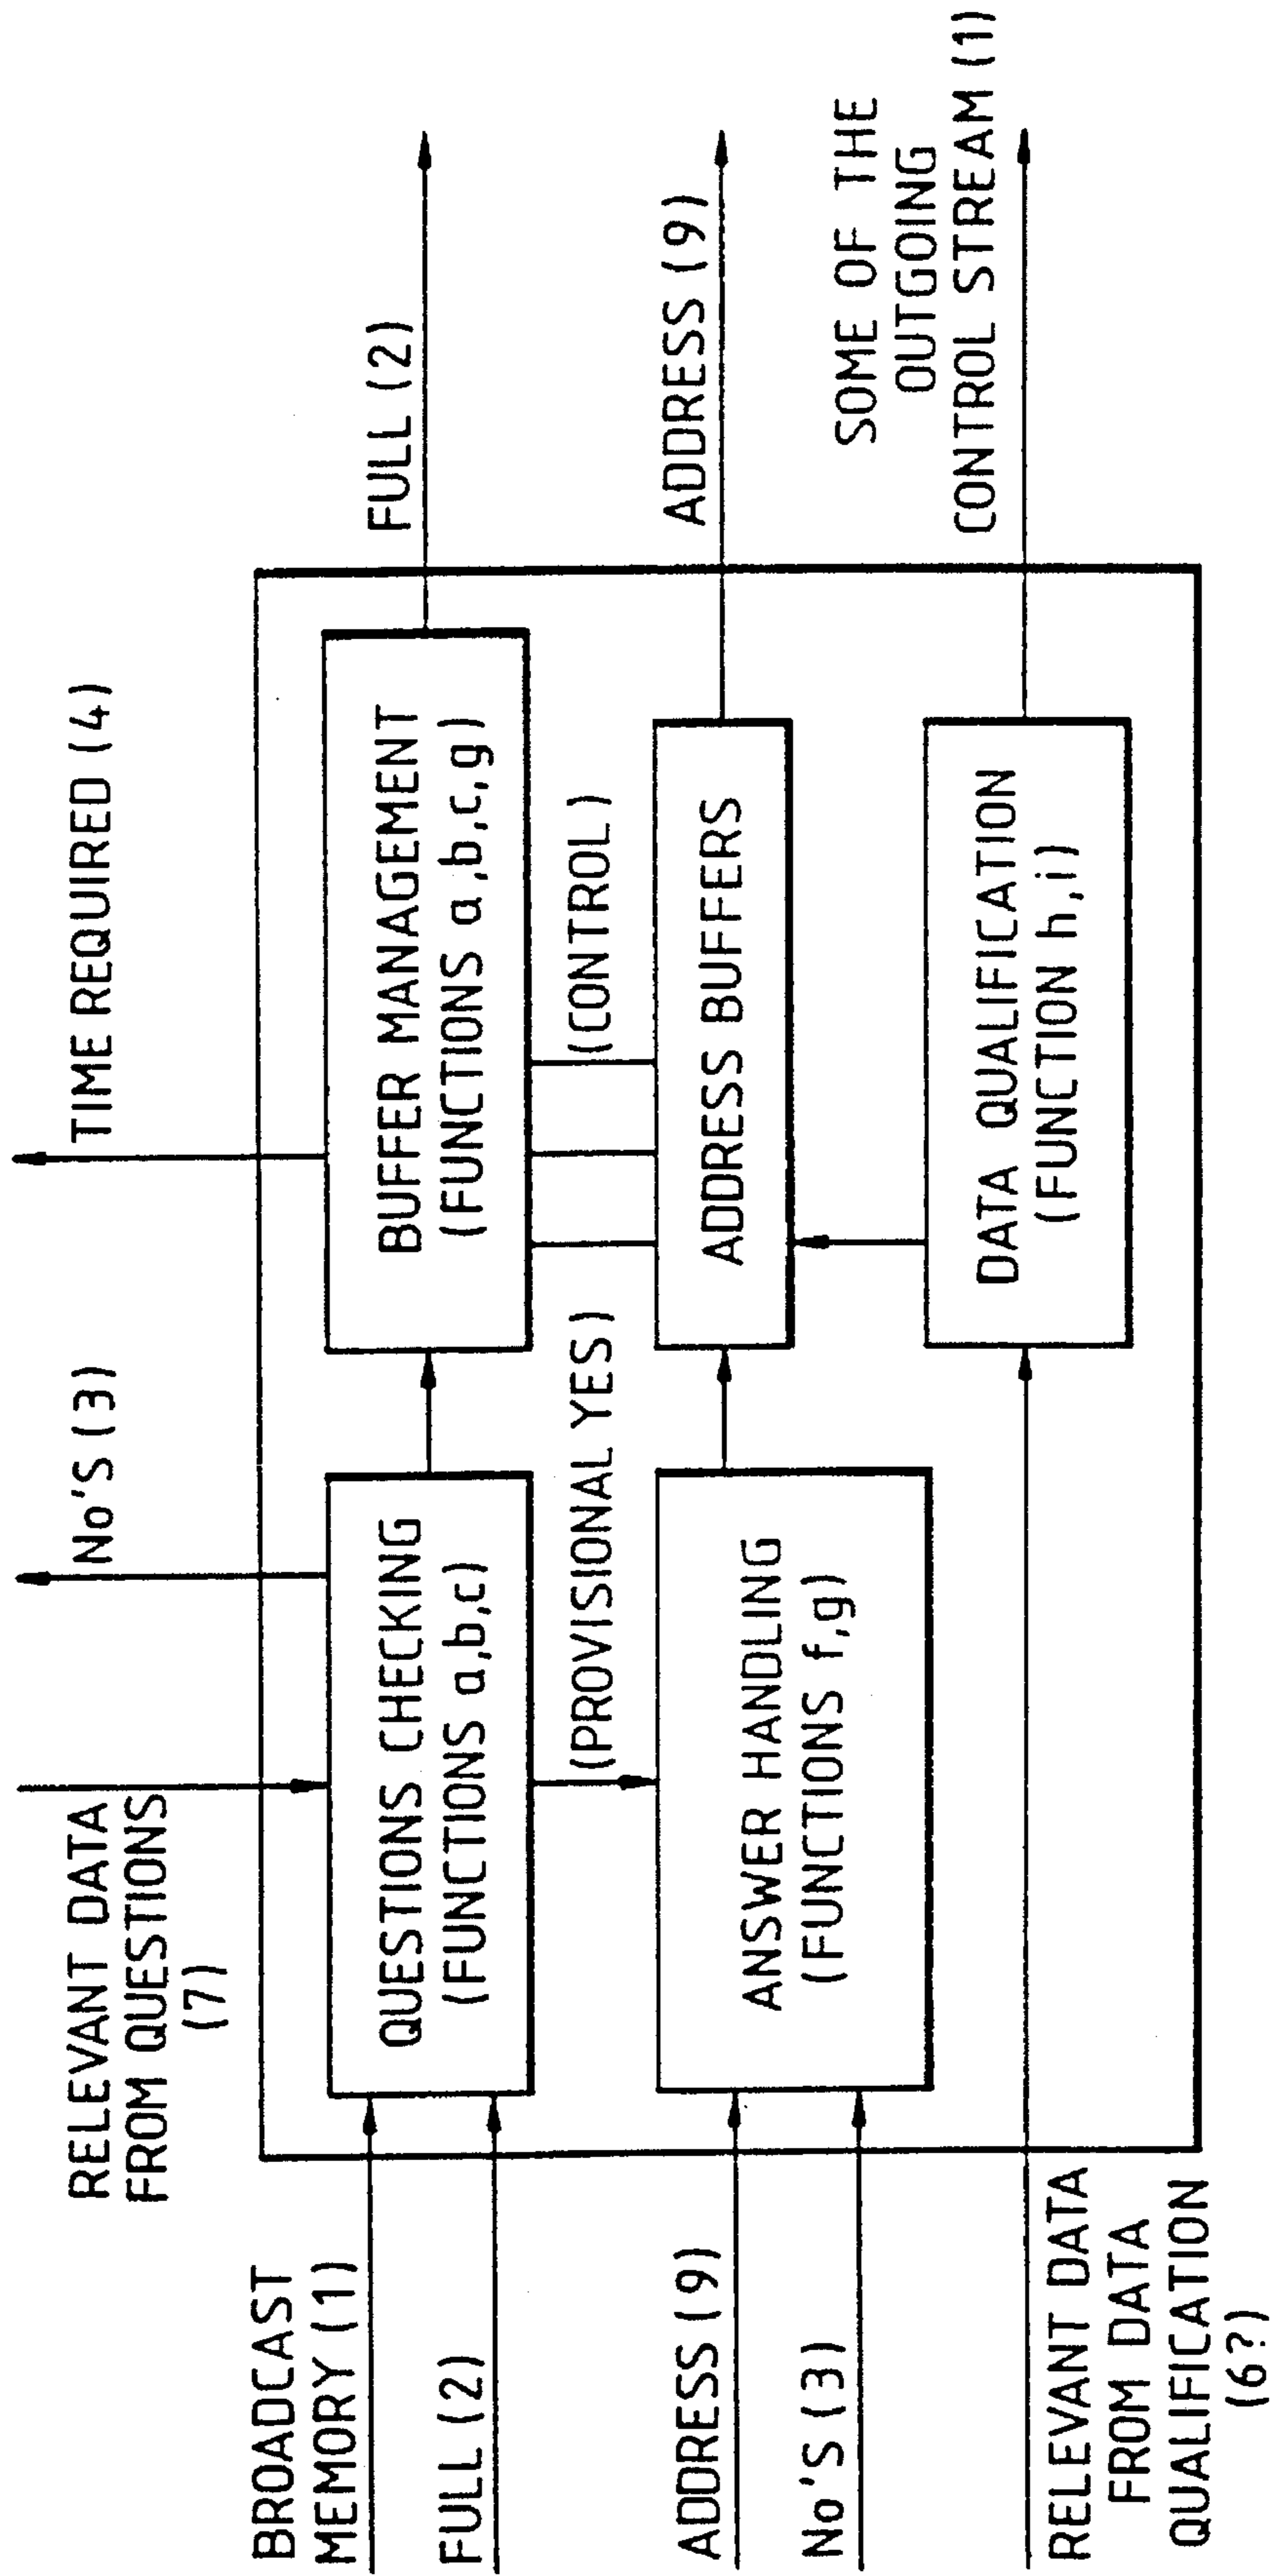 RELEVANT DATA
FROM QUESTIONS
(7)
No'S (3)
TIME REQUIRED (4)
BROADCAST
MEMORY (1)
FULL (2)
QUESTIONS CHECKING
(FUNCTIONS a,b,c)
BUFFER MANAGEMENT
(FUNCTIONS a,b,c,g)
FULL (2)
(PROVISIONAL YES)
(CONTROL)
ADDRESS (9)
No'S (3)
ANSWER HANDLING
(FUNCTIONS f,g)
ADDRESS BUFFERS
ADDRESS (9)
RELEVANT DATA
FROM DATA
QUALIFICATION
(6?)
DATA QUALIFICATION
(FUNCTION h,i)
SOME OF THE
OUTGOING
CONTROL STREAM (1)